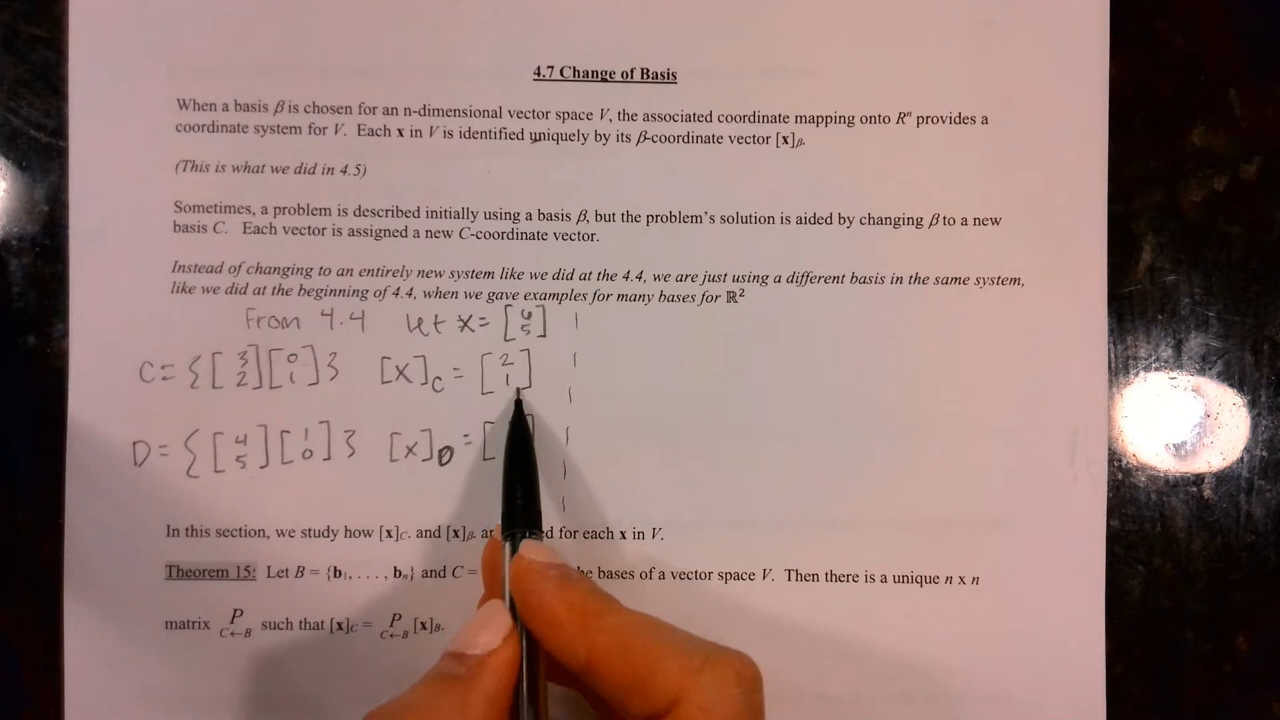 4.7 Change of Basis
When a basis β is chosen for an n-dimensional vector space V, the associated coordinate mapping onto Rⁿ provides a
coordinate system for V. Each x in V is identified uniquely by its β-coordinate vector [x]β.
(This is what we did in 4.5)
Sometimes, a problem is described initially using a basis β, but the problem's solution is aided by changing β to a new
basis C. Each vector is assigned a new C-coordinate vector.
Instead of changing to an entirely new system like we did at the 4.4, we are just using a different basis in the same system,
like we did at the beginning of 4.4, when we gave examples for many bases for ℝ²
From 4.4 let x = [6 5]
C = {[3 2] [0 1]} [x]C = [2 1]
D = {[4 5] [1 0]} [x]D = [
In this section, we study how [x]C. and [x]β. for each x in V.
Theorem 15: Let B = {b₁, . . . , bₙ} and C = be bases of a vector space V. Then there is a unique n x n
matrix P C←B such that [x]C = P C←B [x]B.